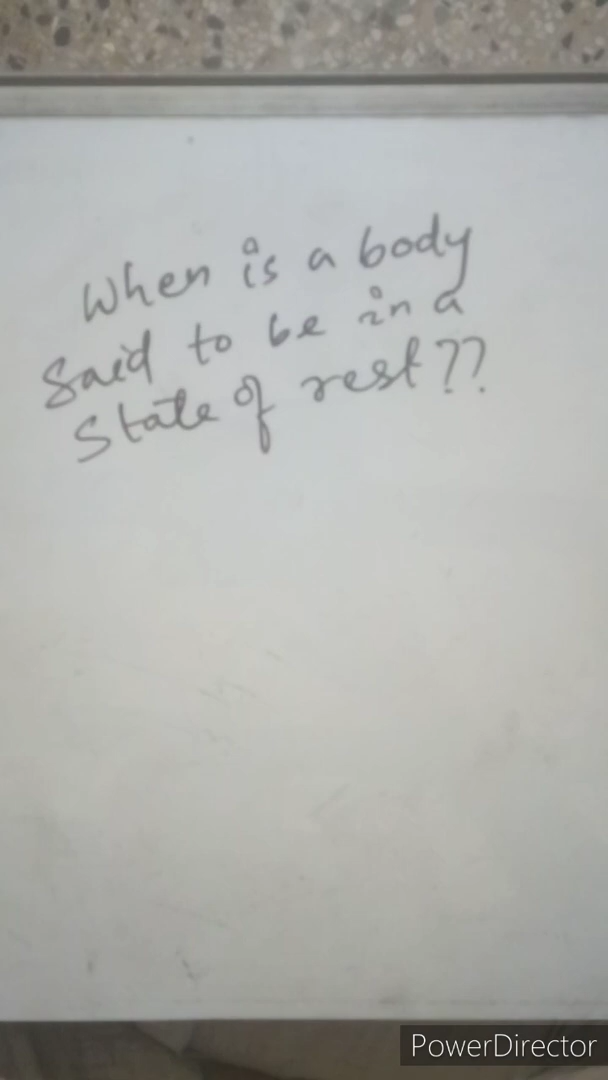 When is a body
Said to be in a
State of rest??
PowerDirector